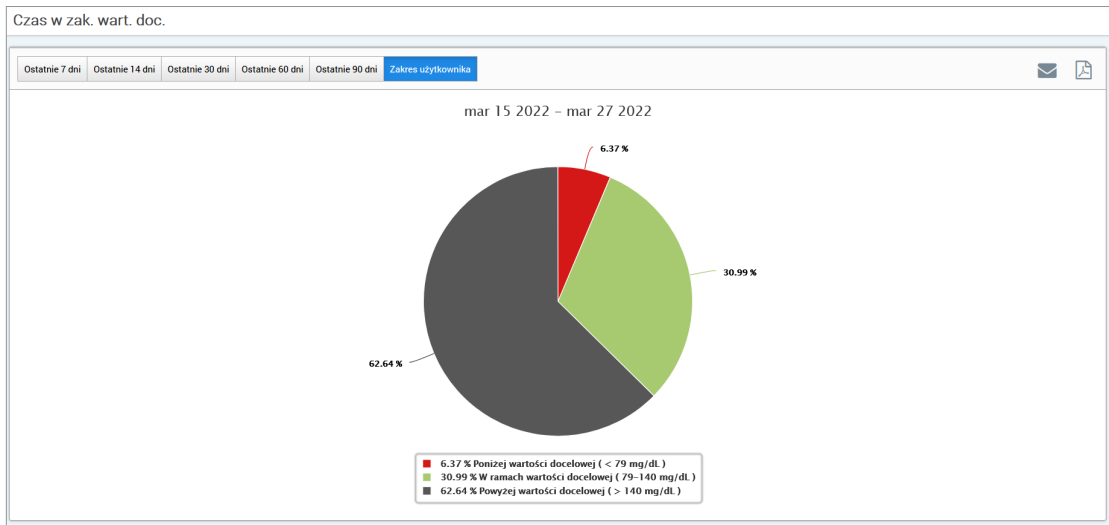 Czas w zak. wart. doc.
Ostatnie 7 dni Ostatnie 14 dni Ostatnie 30 dni Ostatnie 60 dni Ostatnie 90 dni Zakres użytkownika
mar 15 2022 – mar 27 2022
6.37 %
30.99 %
62.64 %
6.37 % Poniżej wartości docelowej ( < 79 mg/dL )
30.99 % W ramach wartości docelowej ( 79–140 mg/dL )
62.64 % Powyżej wartości docelowej ( > 140 mg/dL )